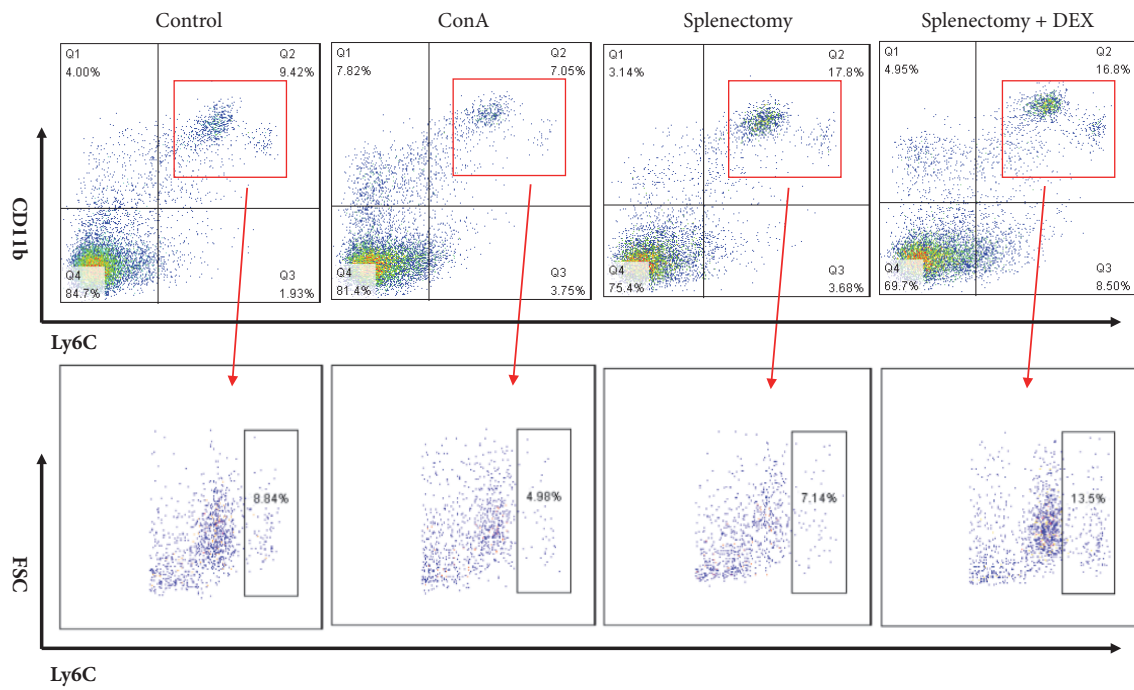 Control
ConA
Splenectomy
Splenectomy + DEX
Q1
4.00%
Q2
9.42%
Q4
84.7%
Q3
1.93%
Q1
7.82%
Q2
7.05%
Q4
81.4%
Q3
3.75%
Q1
3.14%
Q2
17.8%
Q4
75.4%
Q3
3.68%
Q1
4.95%
Q2
16.8%
Q4
69.7%
Q3
8.50%
CD11b
Ly6C
8.84%
4.98%
7.14%
13.5%
FSC
Ly6C